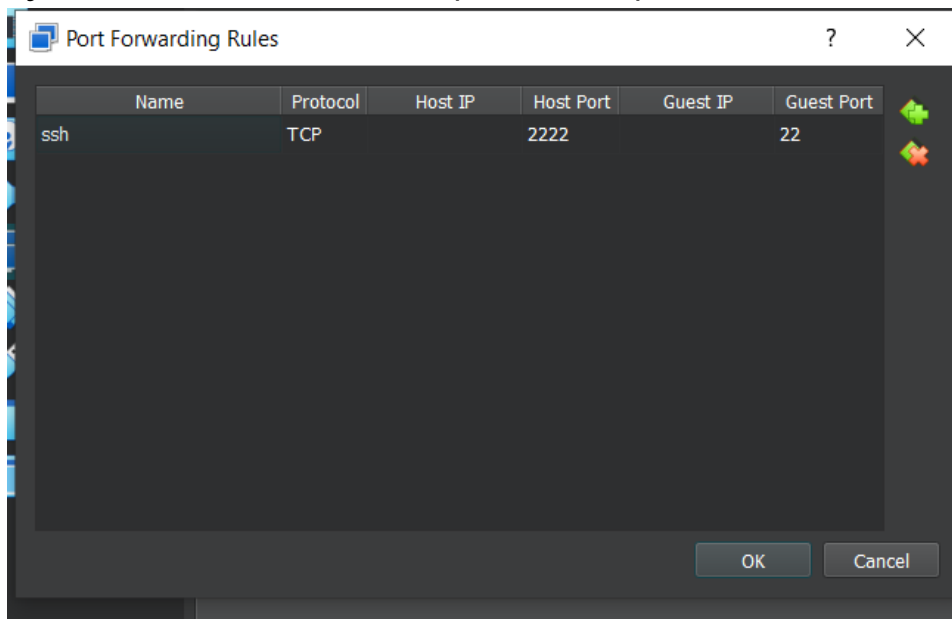 Port Forwarding Rules ? ×
Name Protocol Host IP Host Port Guest IP Guest Port
ssh TCP 2222 22
OK Cancel